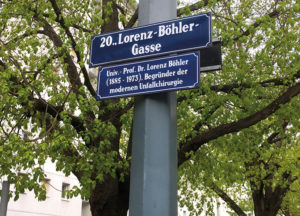 20., Lorenz-Böhler-
Gasse
Univ.- Prof. Dr. Lorenz Böhler
(1885 - 1973), Begründer der
modernen Unfallchirurgie